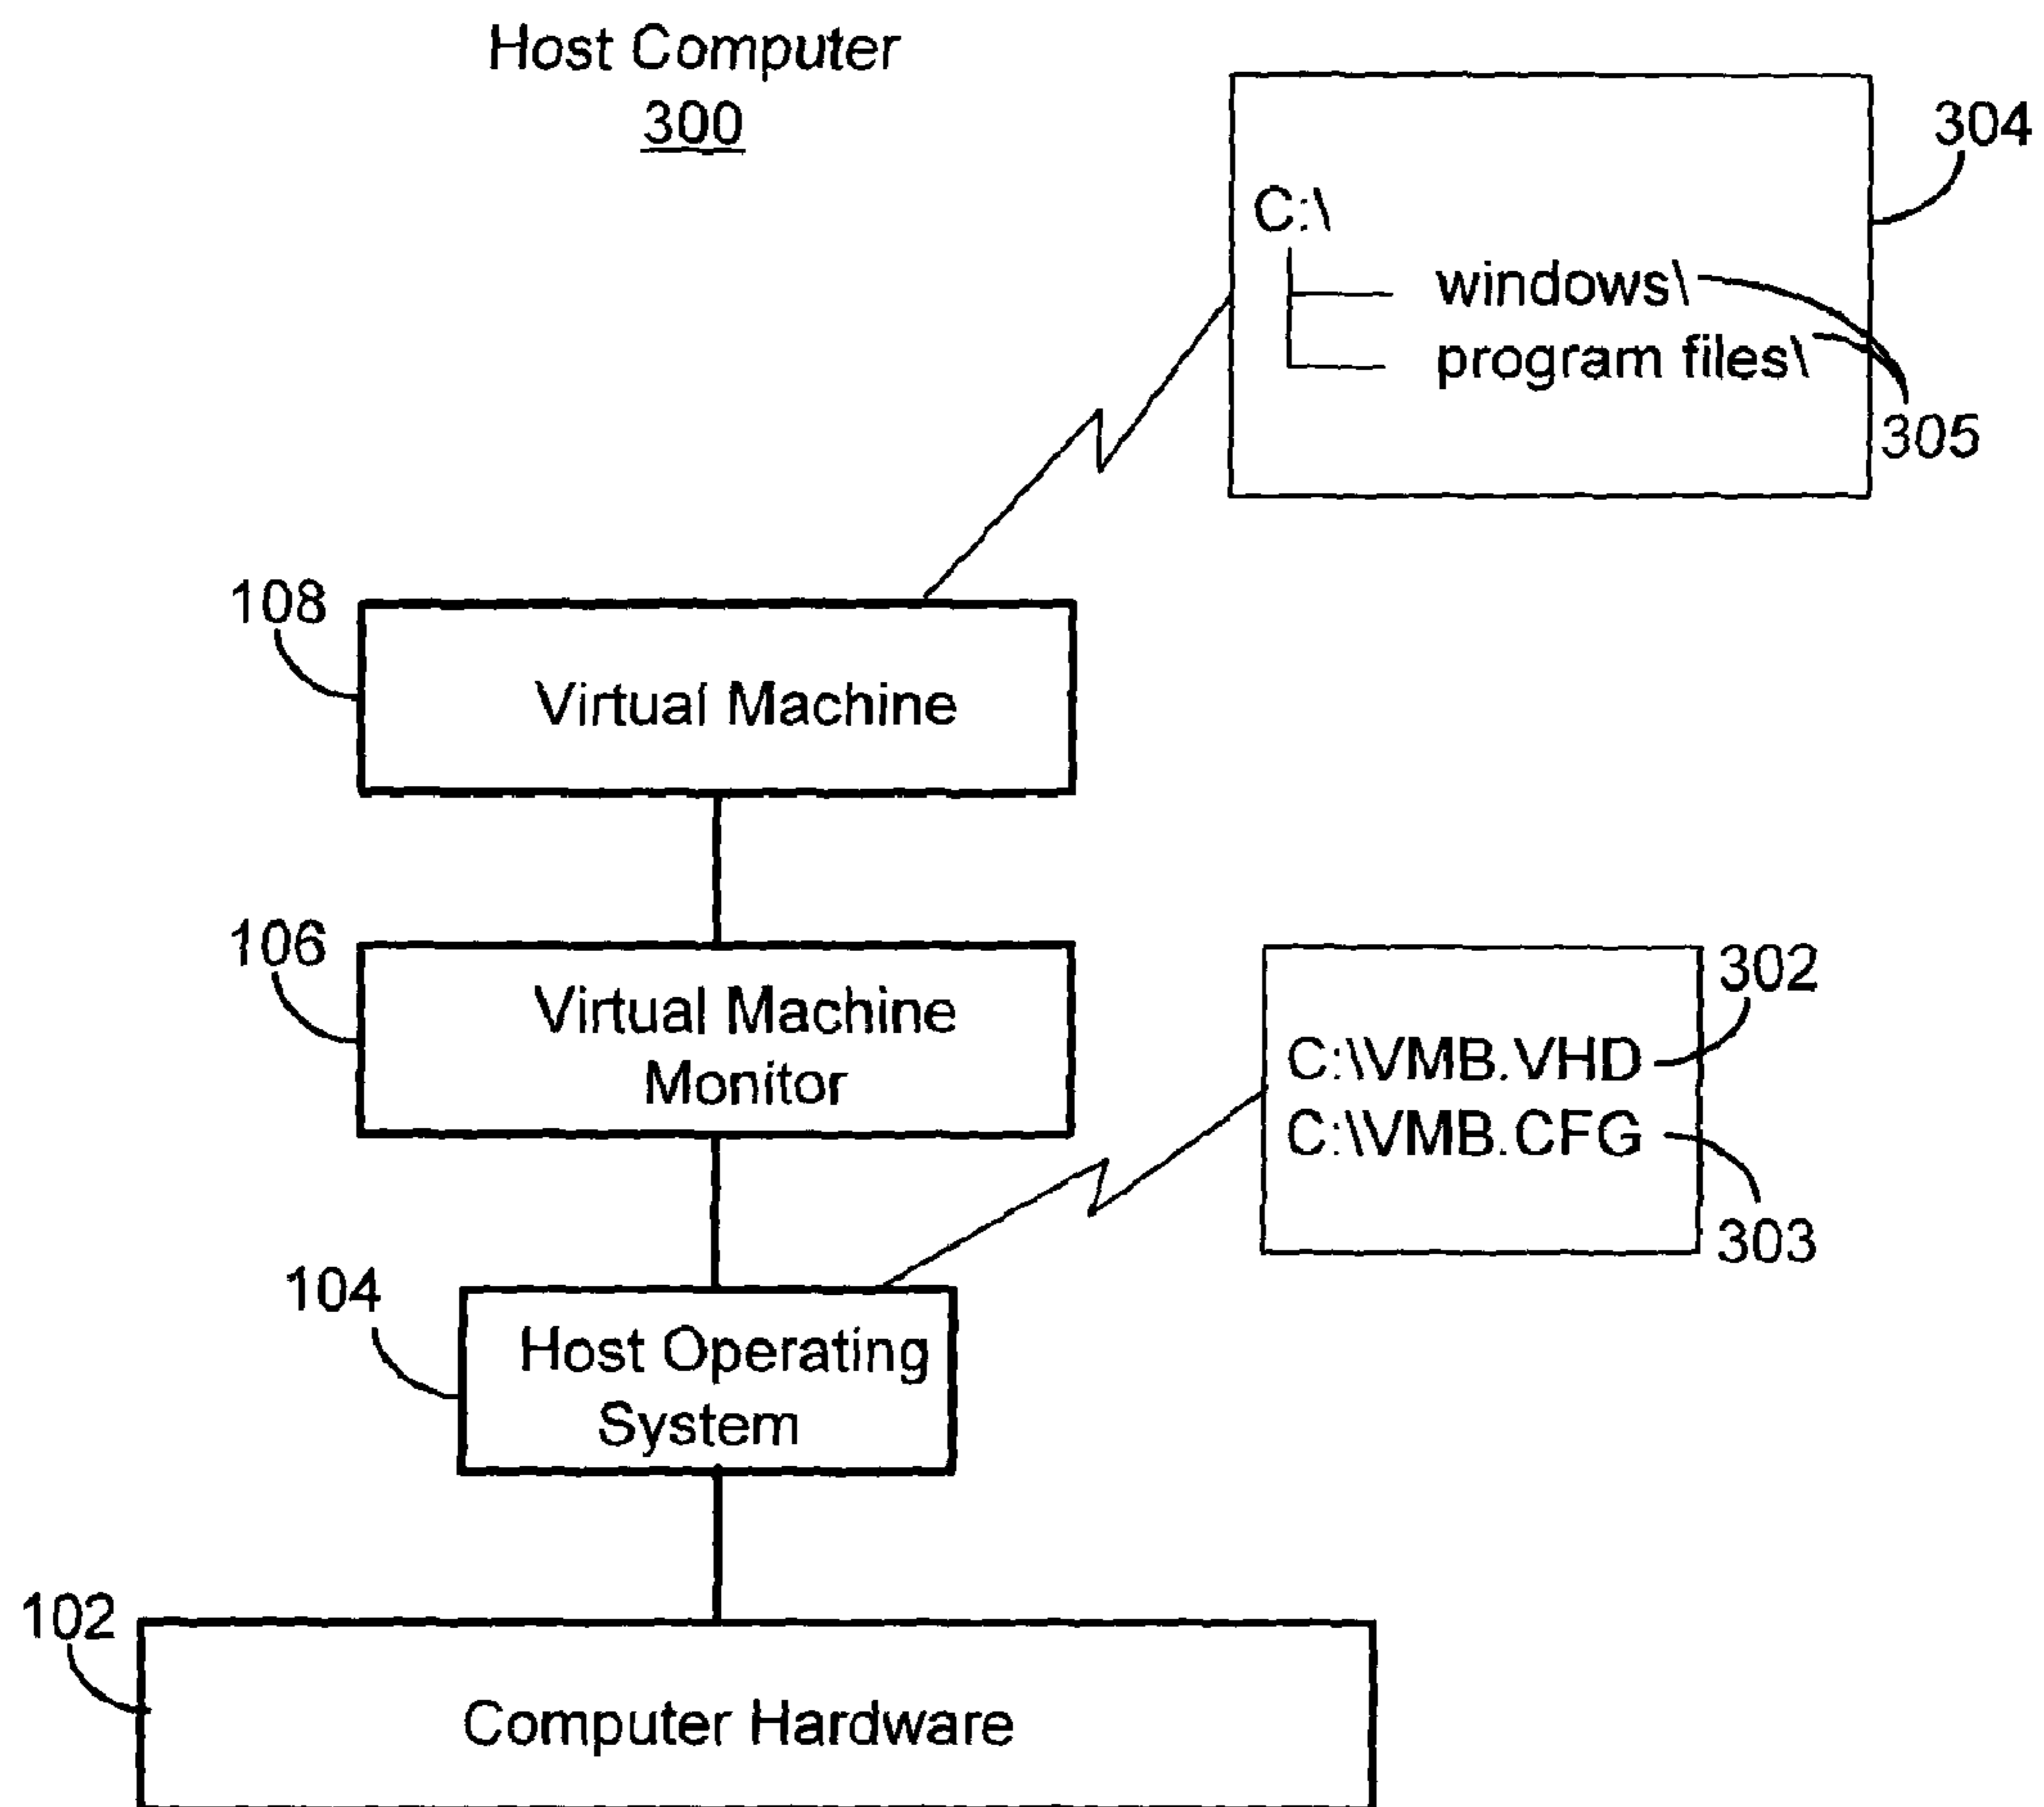 Host Computer
300
304
C:\
windows\
program files\
305
108
Virtual Machine
106
Virtual Machine
Monitor
302
C:\VMB.VHD
C:\VMB.CFG
303
104
Host Operating
System
102
Computer Hardware